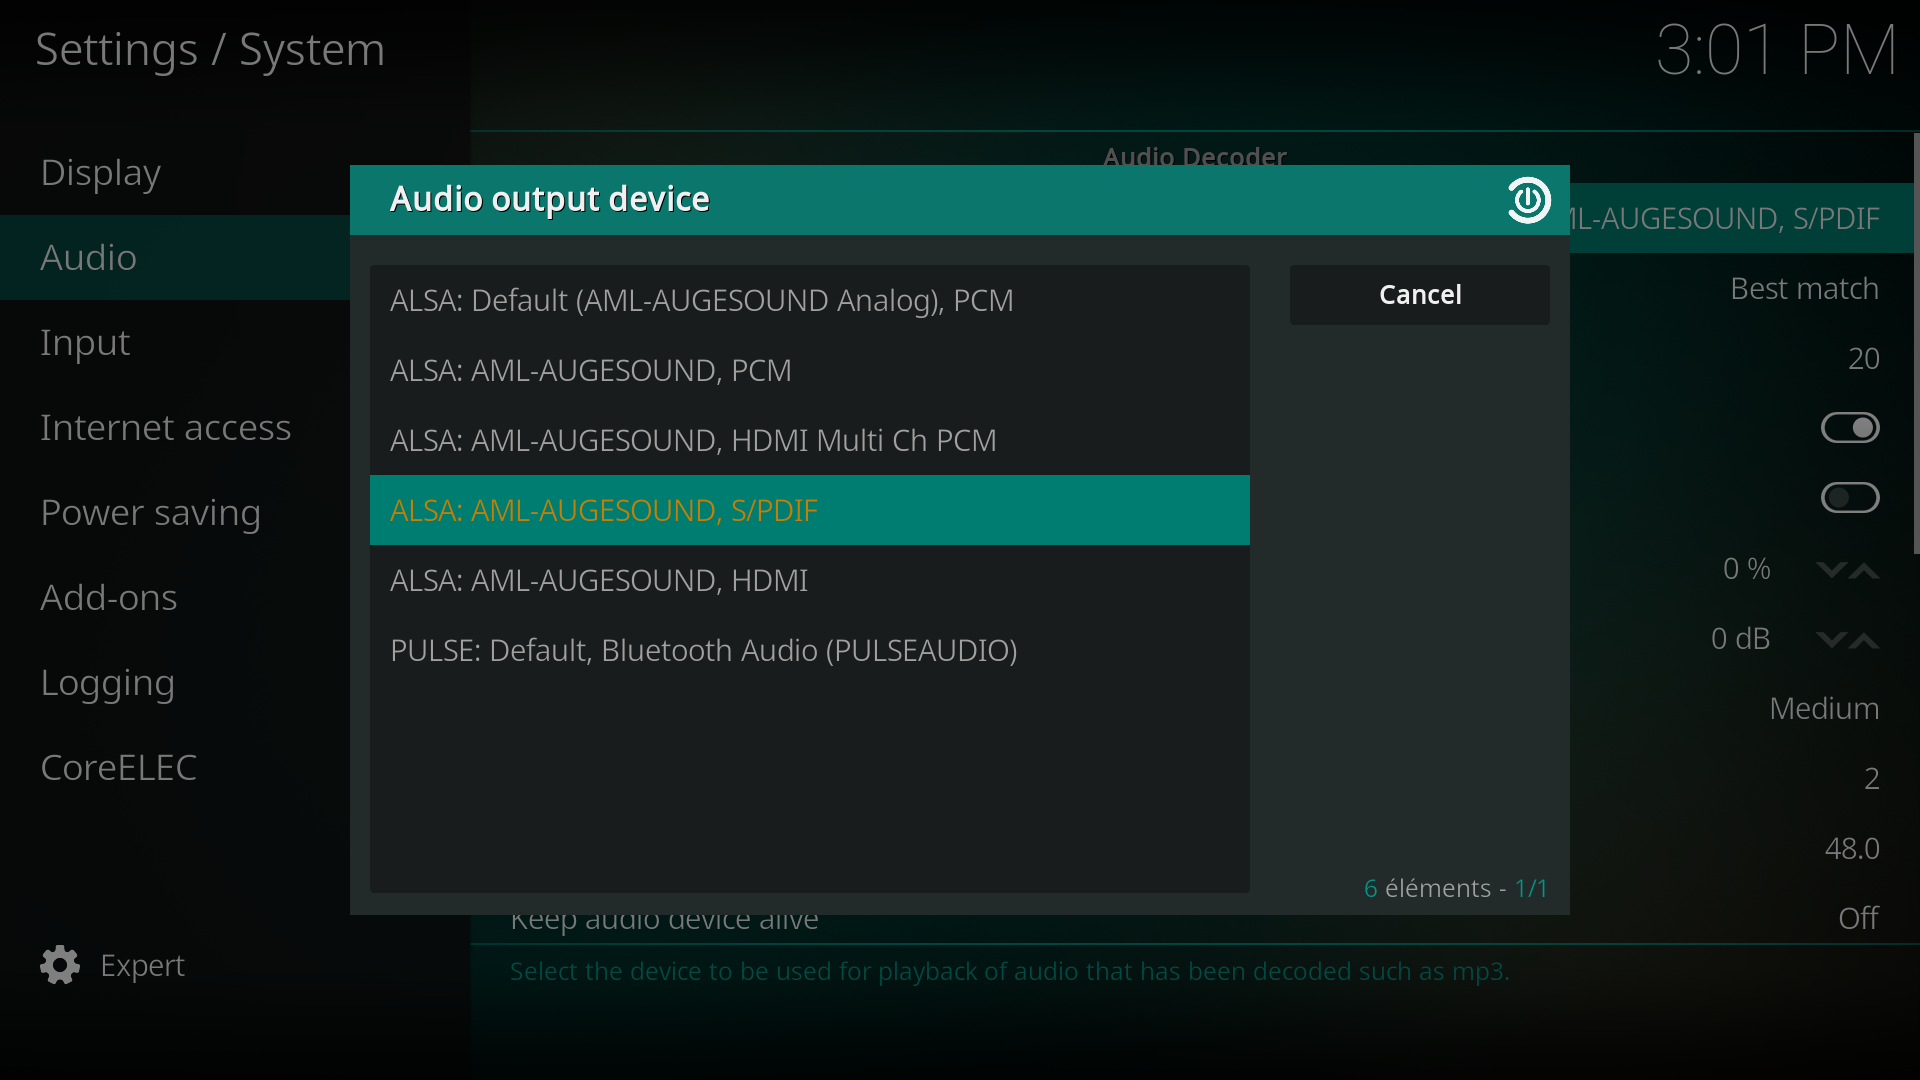 Settings / System
3:01 PM
Display
Audio
Input
Internet access
Power saving
Add-ons
Logging
CoreELEC
Expert
Audio Decoder
Audio output device
ALSA: Default (AML-AUGESOUND Analog), PCM
ALSA: AML-AUGESOUND, PCM
ALSA: AML-AUGESOUND, HDMI Multi Ch PCM
ALSA: AML-AUGESOUND, S/PDIF
ALSA: AML-AUGESOUND, HDMI
PULSE: Default, Bluetooth Audio (PULSEAUDIO)
Cancel
6 éléments - 1/1
ML-AUGESOUND, S/PDIF
Best match
20
0 %
0 dB
Medium
2
48.0
Keep audio device alive
Off
Select the device to be used for playback of audio that has been decoded such as mp3.